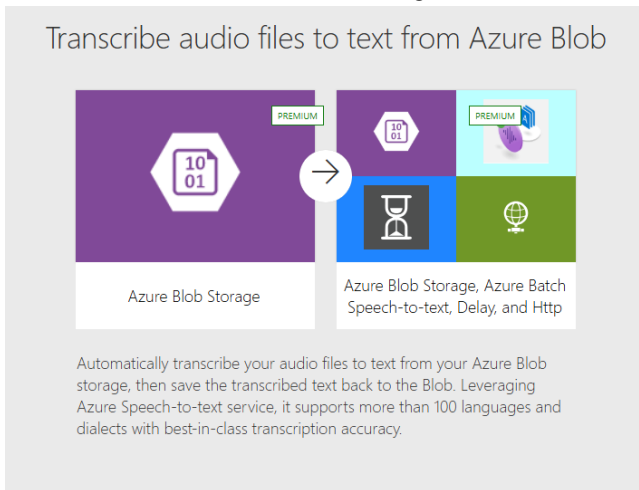 Transcribe audio files to text from Azure Blob
PREMIUM
PREMIUM
10
01
10
01
A
Azure Blob Storage
Azure Blob Storage, Azure Batch
Speech-to-text, Delay, and Http
Automatically transcribe your audio files to text from your Azure Blob
storage, then save the transcribed text back to the Blob. Leveraging
Azure Speech-to-text service, it supports more than 100 languages and
dialects with best-in-class transcription accuracy.